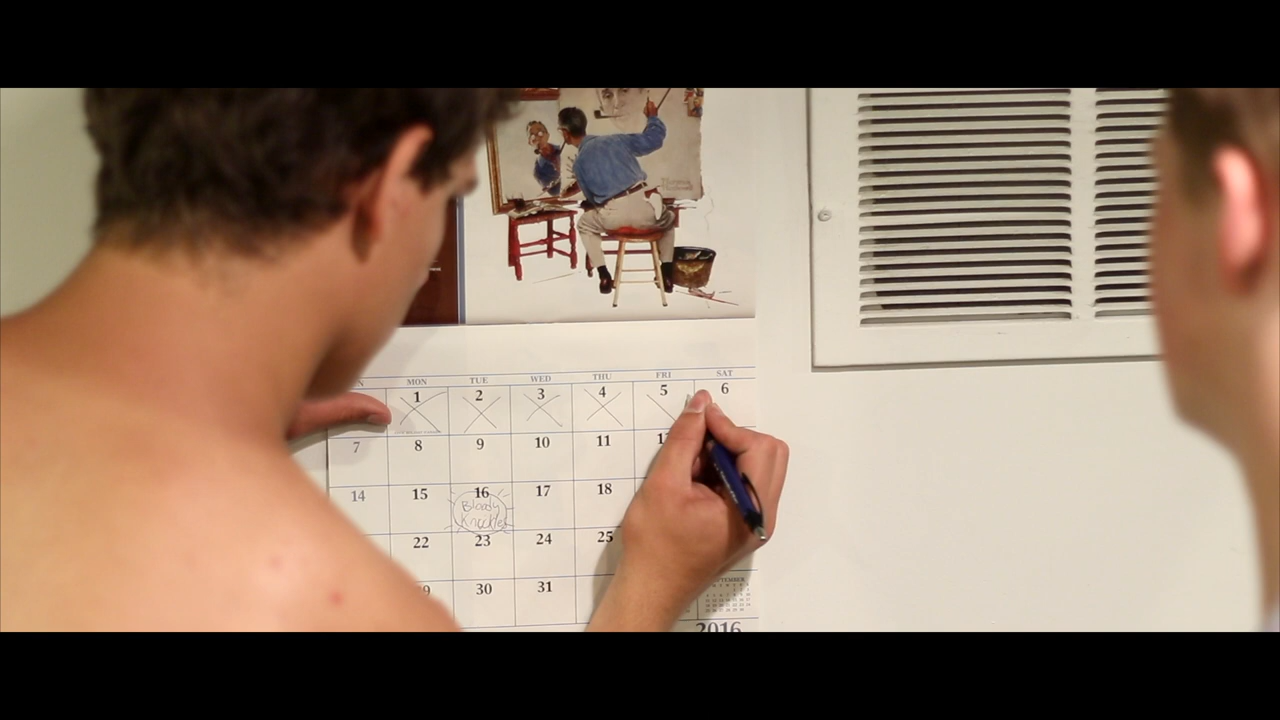 MON TUE WED THU FRI SAT
1 2 3 4 5 6
7 8 9 10 11
14 15 16 17 18
Bloody
Knuckles
22 23 24 25
30 31
SEPTEMBER
2016